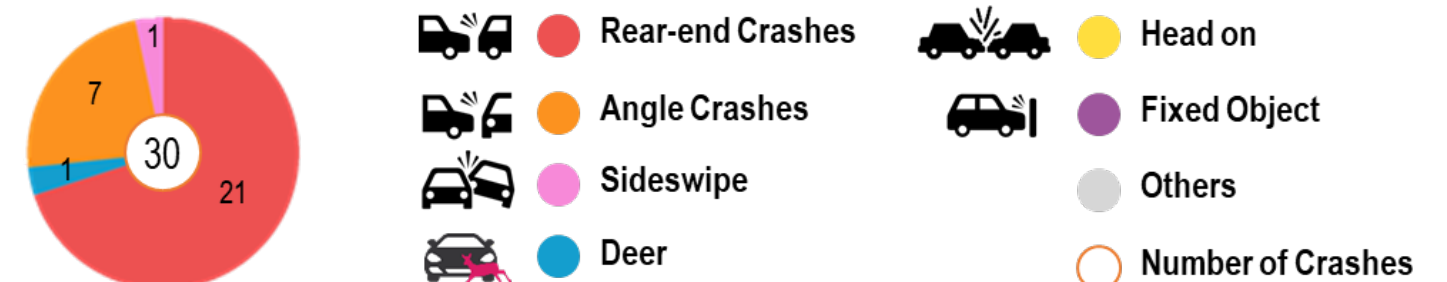 1
7
1
30
21
Rear-end Crashes
Angle Crashes
Sideswipe
Deer
Head on
Fixed Object
Others
Number of Crashes